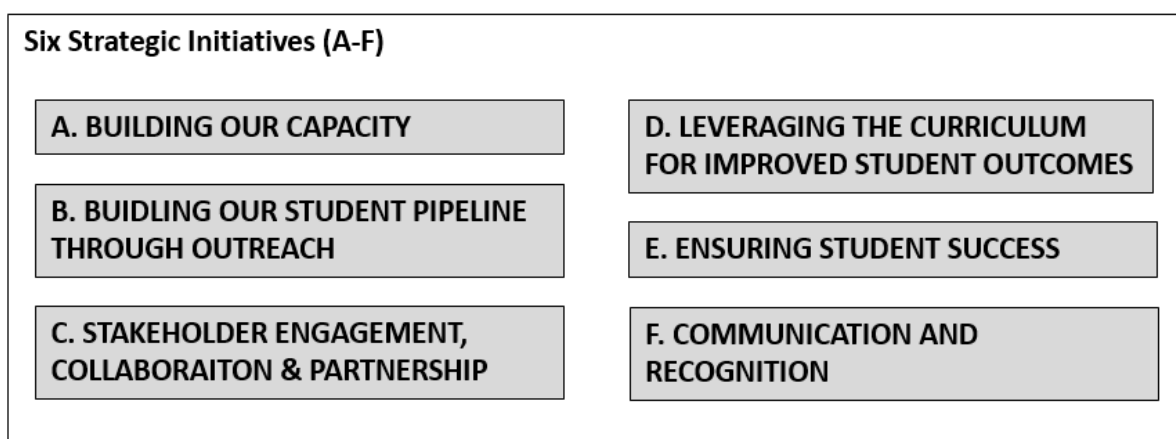 Six Strategic Initiatives (A-F)
A. BUILDING OUR CAPACITY
B. BUIDLING OUR STUDENT PIPELINE
THROUGH OUTREACH
C. STAKEHOLDER ENGAGEMENT,
COLLABORAITON & PARTNERSHIP
D. LEVERAGING THE CURRICULUM
FOR IMPROVED STUDENT OUTCOMES
E. ENSURING STUDENT SUCCESS
F. COMMUNICATION AND
RECOGNITION